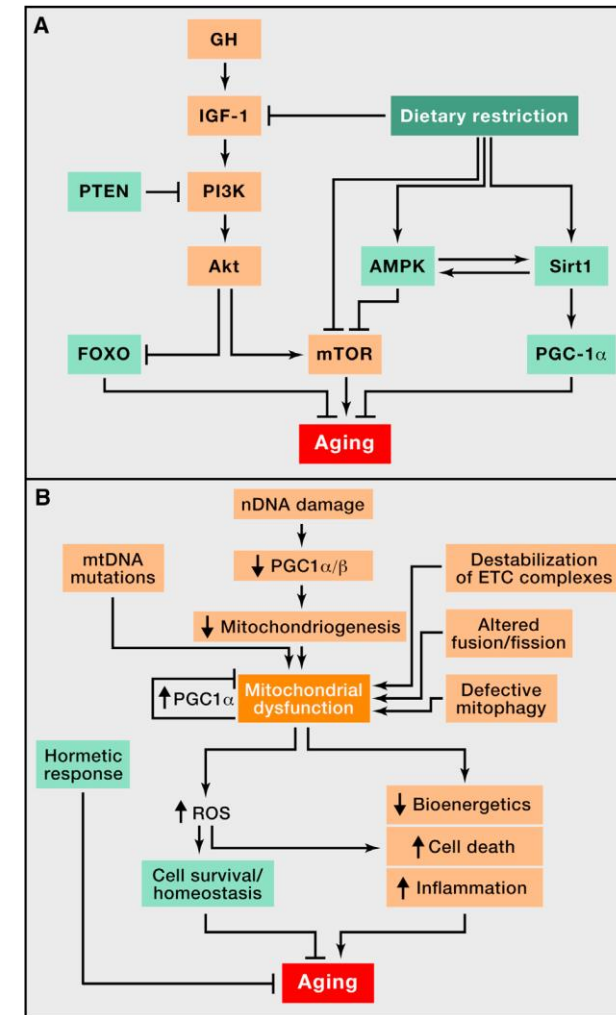 A
GH
IGF-1
Dietary restriction
PTEN
PI3K
Akt
AMPK
Sirt1
FOXO
mTOR
PGC-1α
Aging
B
nDNA damage
mtDNA
mutations
↓ PGC1α/β
Destabilization
of ETC complexes
↓ Mitochondriogenesis
Altered
fusion/fission
↑ PGC1α
Mitochondrial
dysfunction
Defective
mitophagy
Hormetic
response
↑ ROS
↓ Bioenergetics
↑ Cell death
Cell survival/
homeostasis
↑ Inflammation
Aging